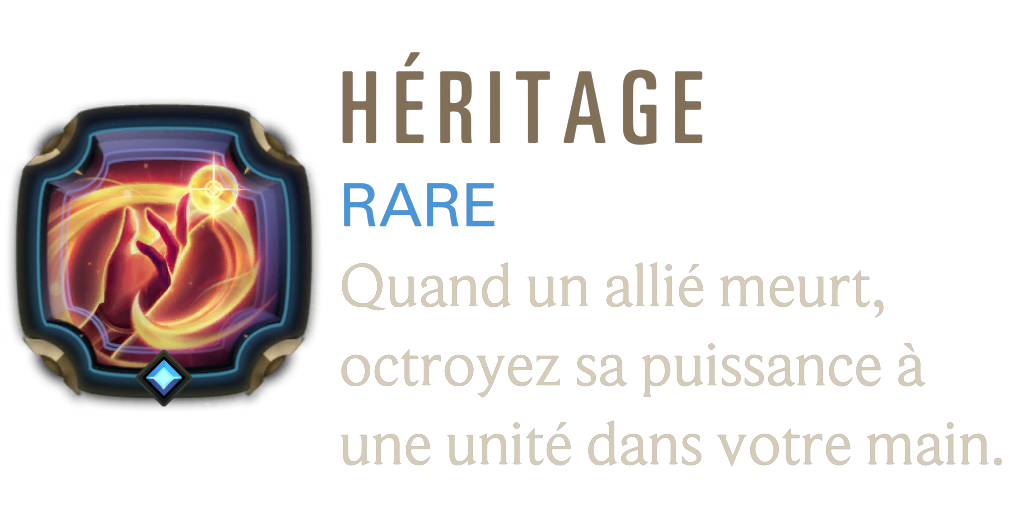 HÉRITAGE
RARE
Quand un allié meurt,
octroyez sa puissance à
une unité dans votre main.